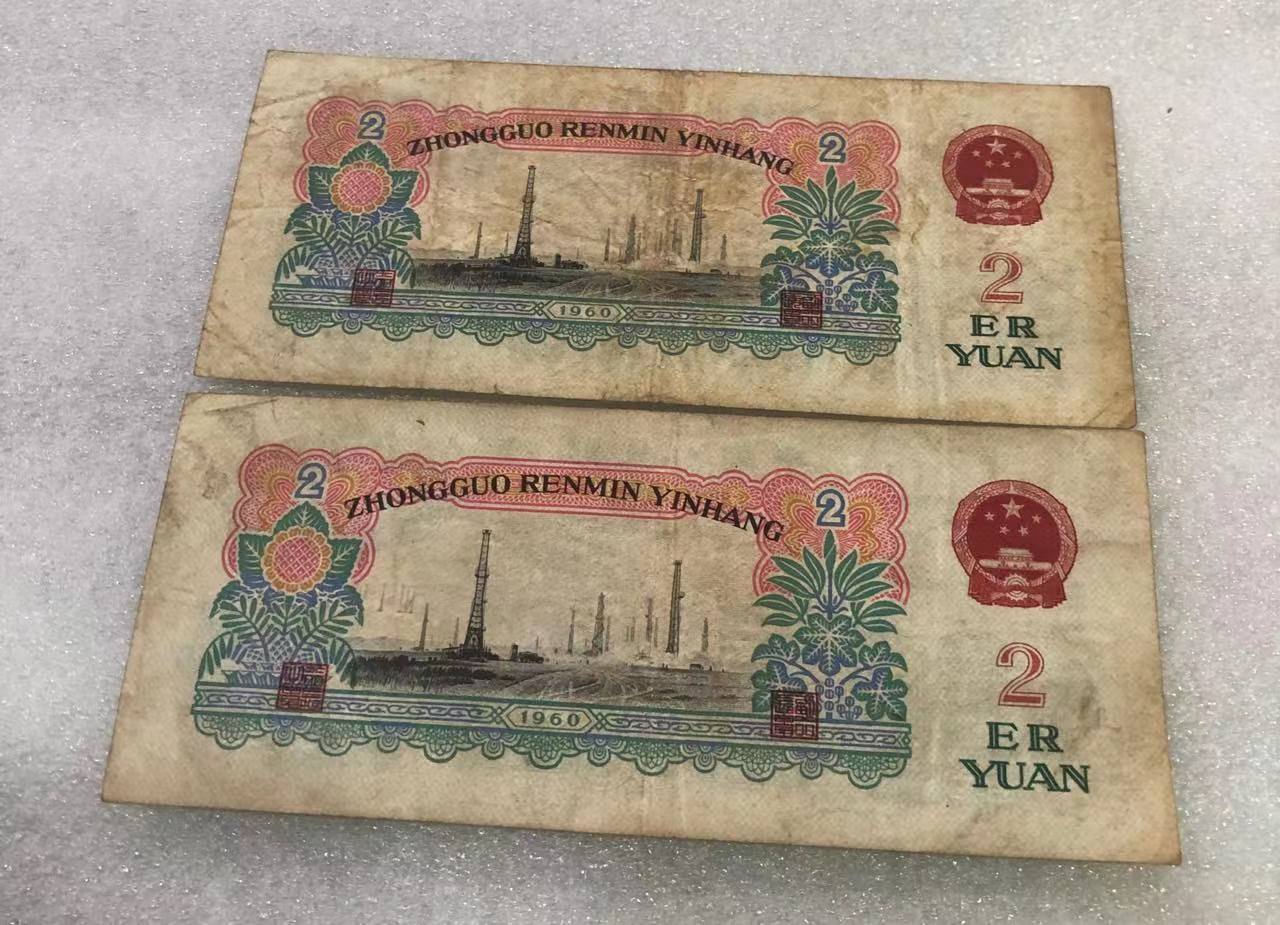 2 2
ZHONGGUO RENMIN YINHANG
1960
2
ER
YUAN
2 2
ZHONGGUO RENMIN YINHANG
1960
2
ER
YUAN